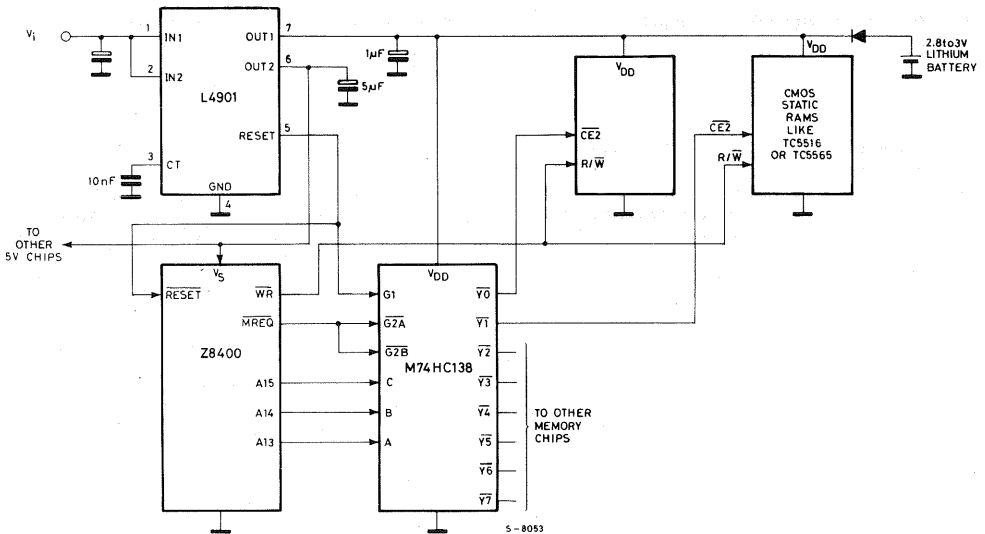 Vi
1
IN1
2
IN2
L4901
OUT1
7
OUT2
6
RESET
5
3
CT
GND
4
10nF
1µF
5µF
VDD
CE2
R/W
VDD
CMOS
STATIC
RAMS
LIKE
TC5516
OR TC5565
CE2
R/W
2.8to3V
LITHIUM
BATTERY
TO
OTHER
5V CHIPS
VS
RESET
WR
MREQ
Z8400
A15
A14
A13
VDD
G1
G2A
G2B
M74HC138
C
B
A
Y0
Y1
Y2
Y3
Y4
Y5
Y6
Y7
TO OTHER
MEMORY
CHIPS
S-8053